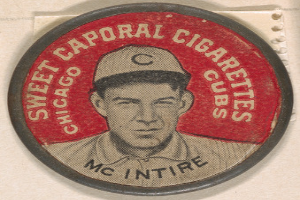 SWEET CAPORAL CIGARETTES
CHICAGO
CUBS
C
MC INTIRE